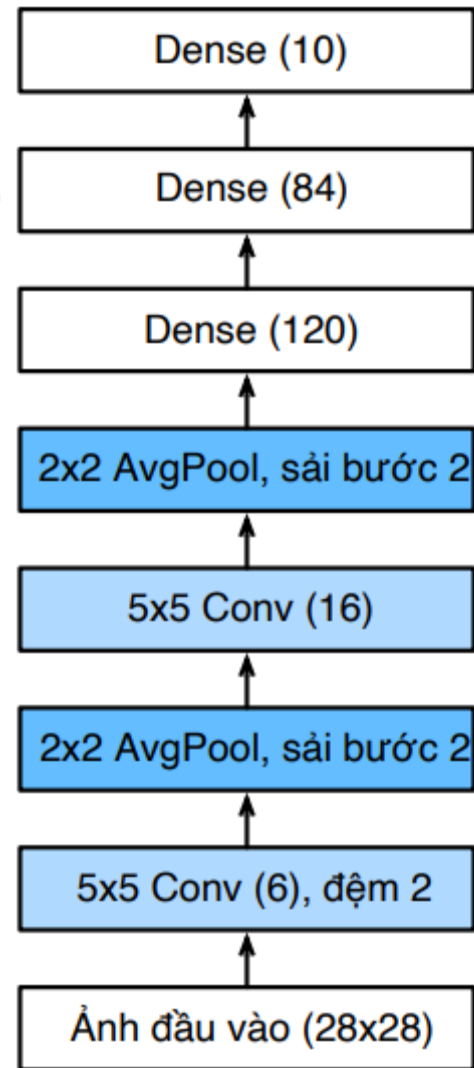 Dense (10)
Dense (84)
Dense (120)
2x2 AvgPool, sải bước 2
5x5 Conv (16)
2x2 AvgPool, sải bước 2
5x5 Conv (6), đệm 2
Ảnh đầu vào (28x28)